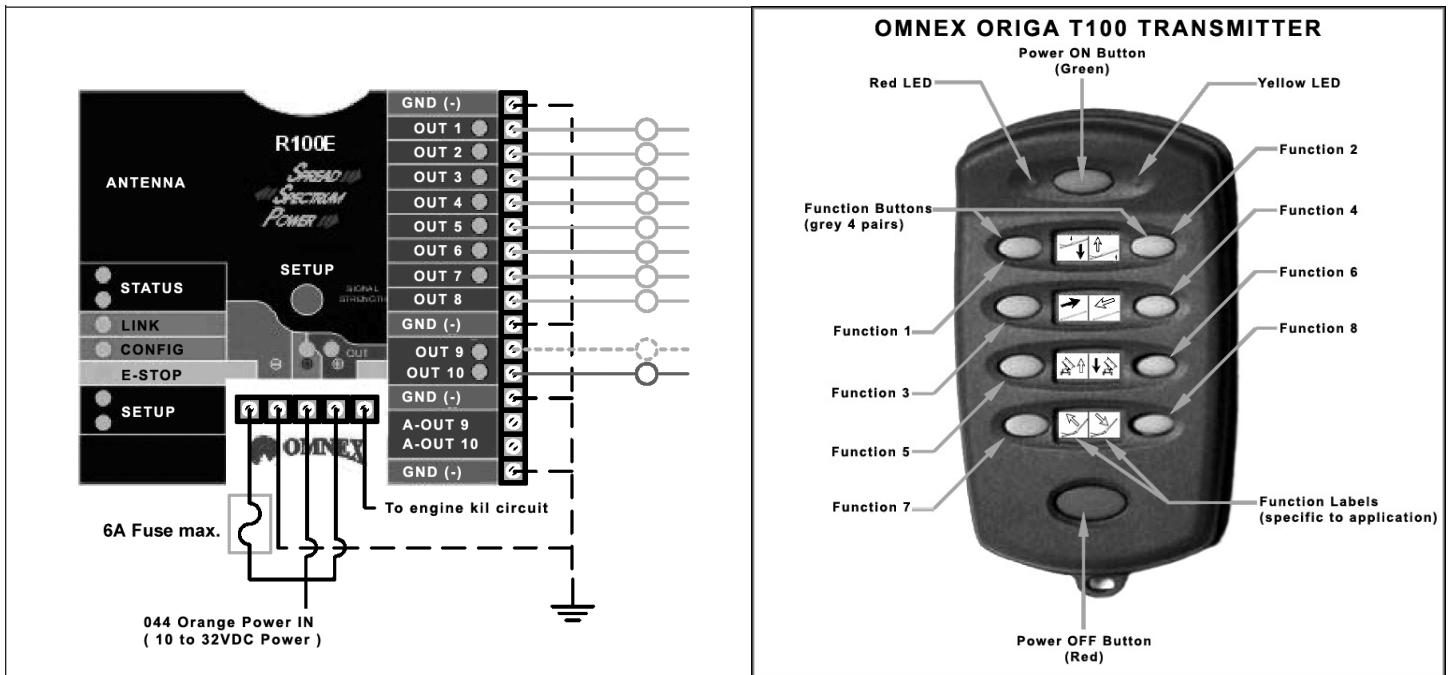 GND (-)
OUT 1
OUT 2
OUT 3
OUT 4
OUT 5
OUT 6
OUT 7
OUT 8
GND (-)
OUT 9
OUT 10
GND (-)
A-OUT 9
A-OUT 10
GND (-)
R100E
SPREAD
SPECTRUM
POWER
ANTENNA
SETUP
SIGNAL
STRENGTH
OUT
STATUS
LINK
CONFIG
E-STOP
SETUP
OMNEX
To engine kil circuit
6A Fuse max.
044 Orange Power IN
( 10 to 32VDC Power )
OMNEX ORIGA T100 TRANSMITTER
Power ON Button
(Green)
Red LED
Yellow LED
Function 2
Function Buttons
(grey 4 pairs)
Function 4
Function 6
Function 1
Function 8
Function 3
Function 5
Function 7
Function Labels
(specific to application)
Power OFF Button
(Red)